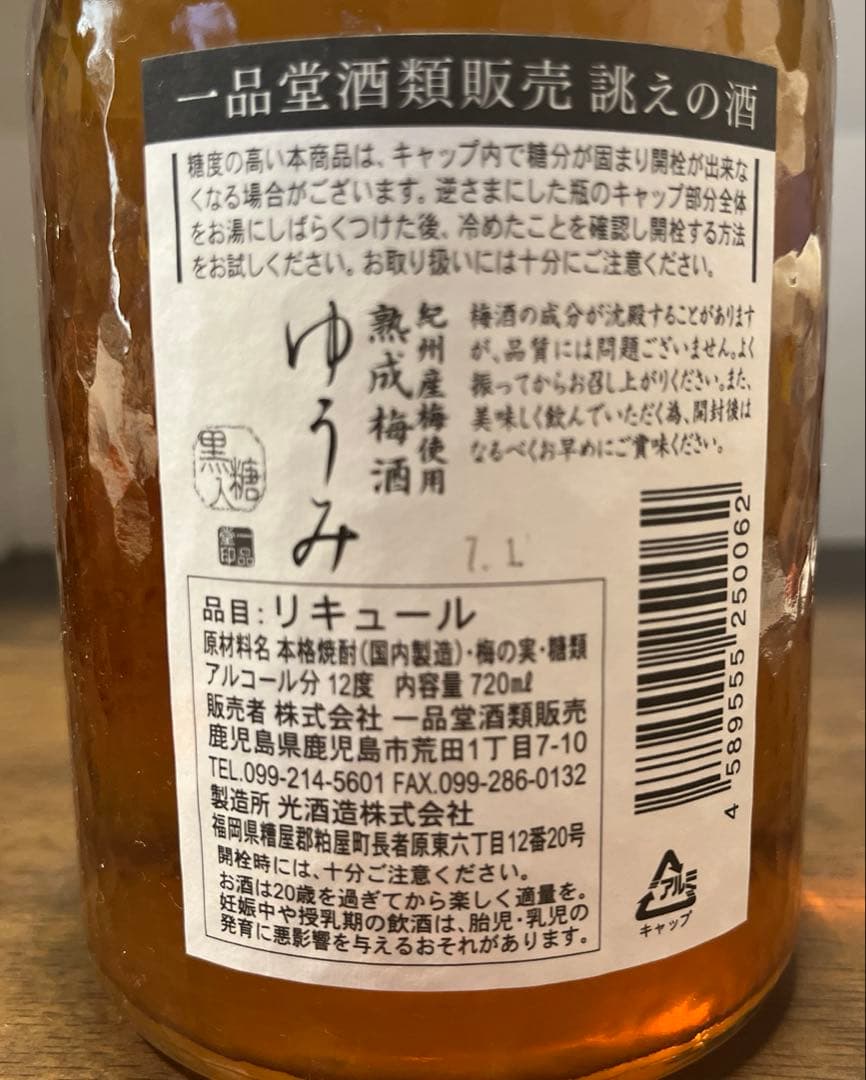 一品堂酒類販売 誂えの酒
糖度の高い本商品は、キャップ内で糖分が固まり開栓が出来な
くなる場合がございます。逆さまにした瓶のキャップ部分全体
をお湯にしばらくつけた後、冷めたことを確認し開栓する方法
をお試しください。お取り扱いには十分にご注意ください。
梅酒の成分が沈殿することがあります
が、品質には問題ございません。よく
振ってからお召し上がりください。また、
美味しく飲んでいただく為、開封後は
なるべくお早めにご賞味ください。
紀州産梅使用
熟成梅酒
ゆうみ
黒糖入
一品堂印
7.1
品目:リキュール
原材料名 本格焼酎(国内製造)・梅の実・糖類
アルコール分 12度 内容量 720㎖
販売者 株式会社 一品堂酒類販売
鹿児島県鹿児島市荒田1丁目7-10
TEL.099-214-5601 FAX.099-286-0132
製造所 光酒造株式会社
福岡県糟屋郡粕屋町長者原東六丁目12番20号
開栓時には、十分ご注意ください。
お酒は20歳を過ぎてから楽しく適量を。
妊娠中や授乳期の飲酒は、胎児・乳児の
発育に悪影響を与えるおそれがあります。
4 589555 250062
アルミ
キャップ